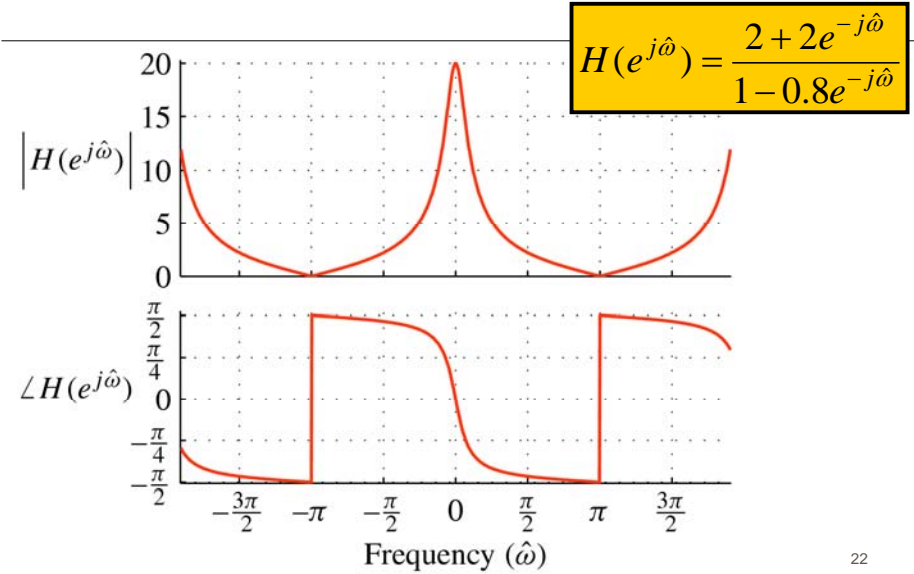 H(e^{jω̂}) = \frac{2 + 2e^{-jω̂}}{1 - 0.8e^{-jω̂}}
|H(e^{jω̂})|
20
15
10
5
0
∠H(e^{jω̂})
π/2
π/4
0
-π/4
-π/2
-3π/2 -π -π/2 0 π/2 π 3π/2
Frequency (ω̂)
22